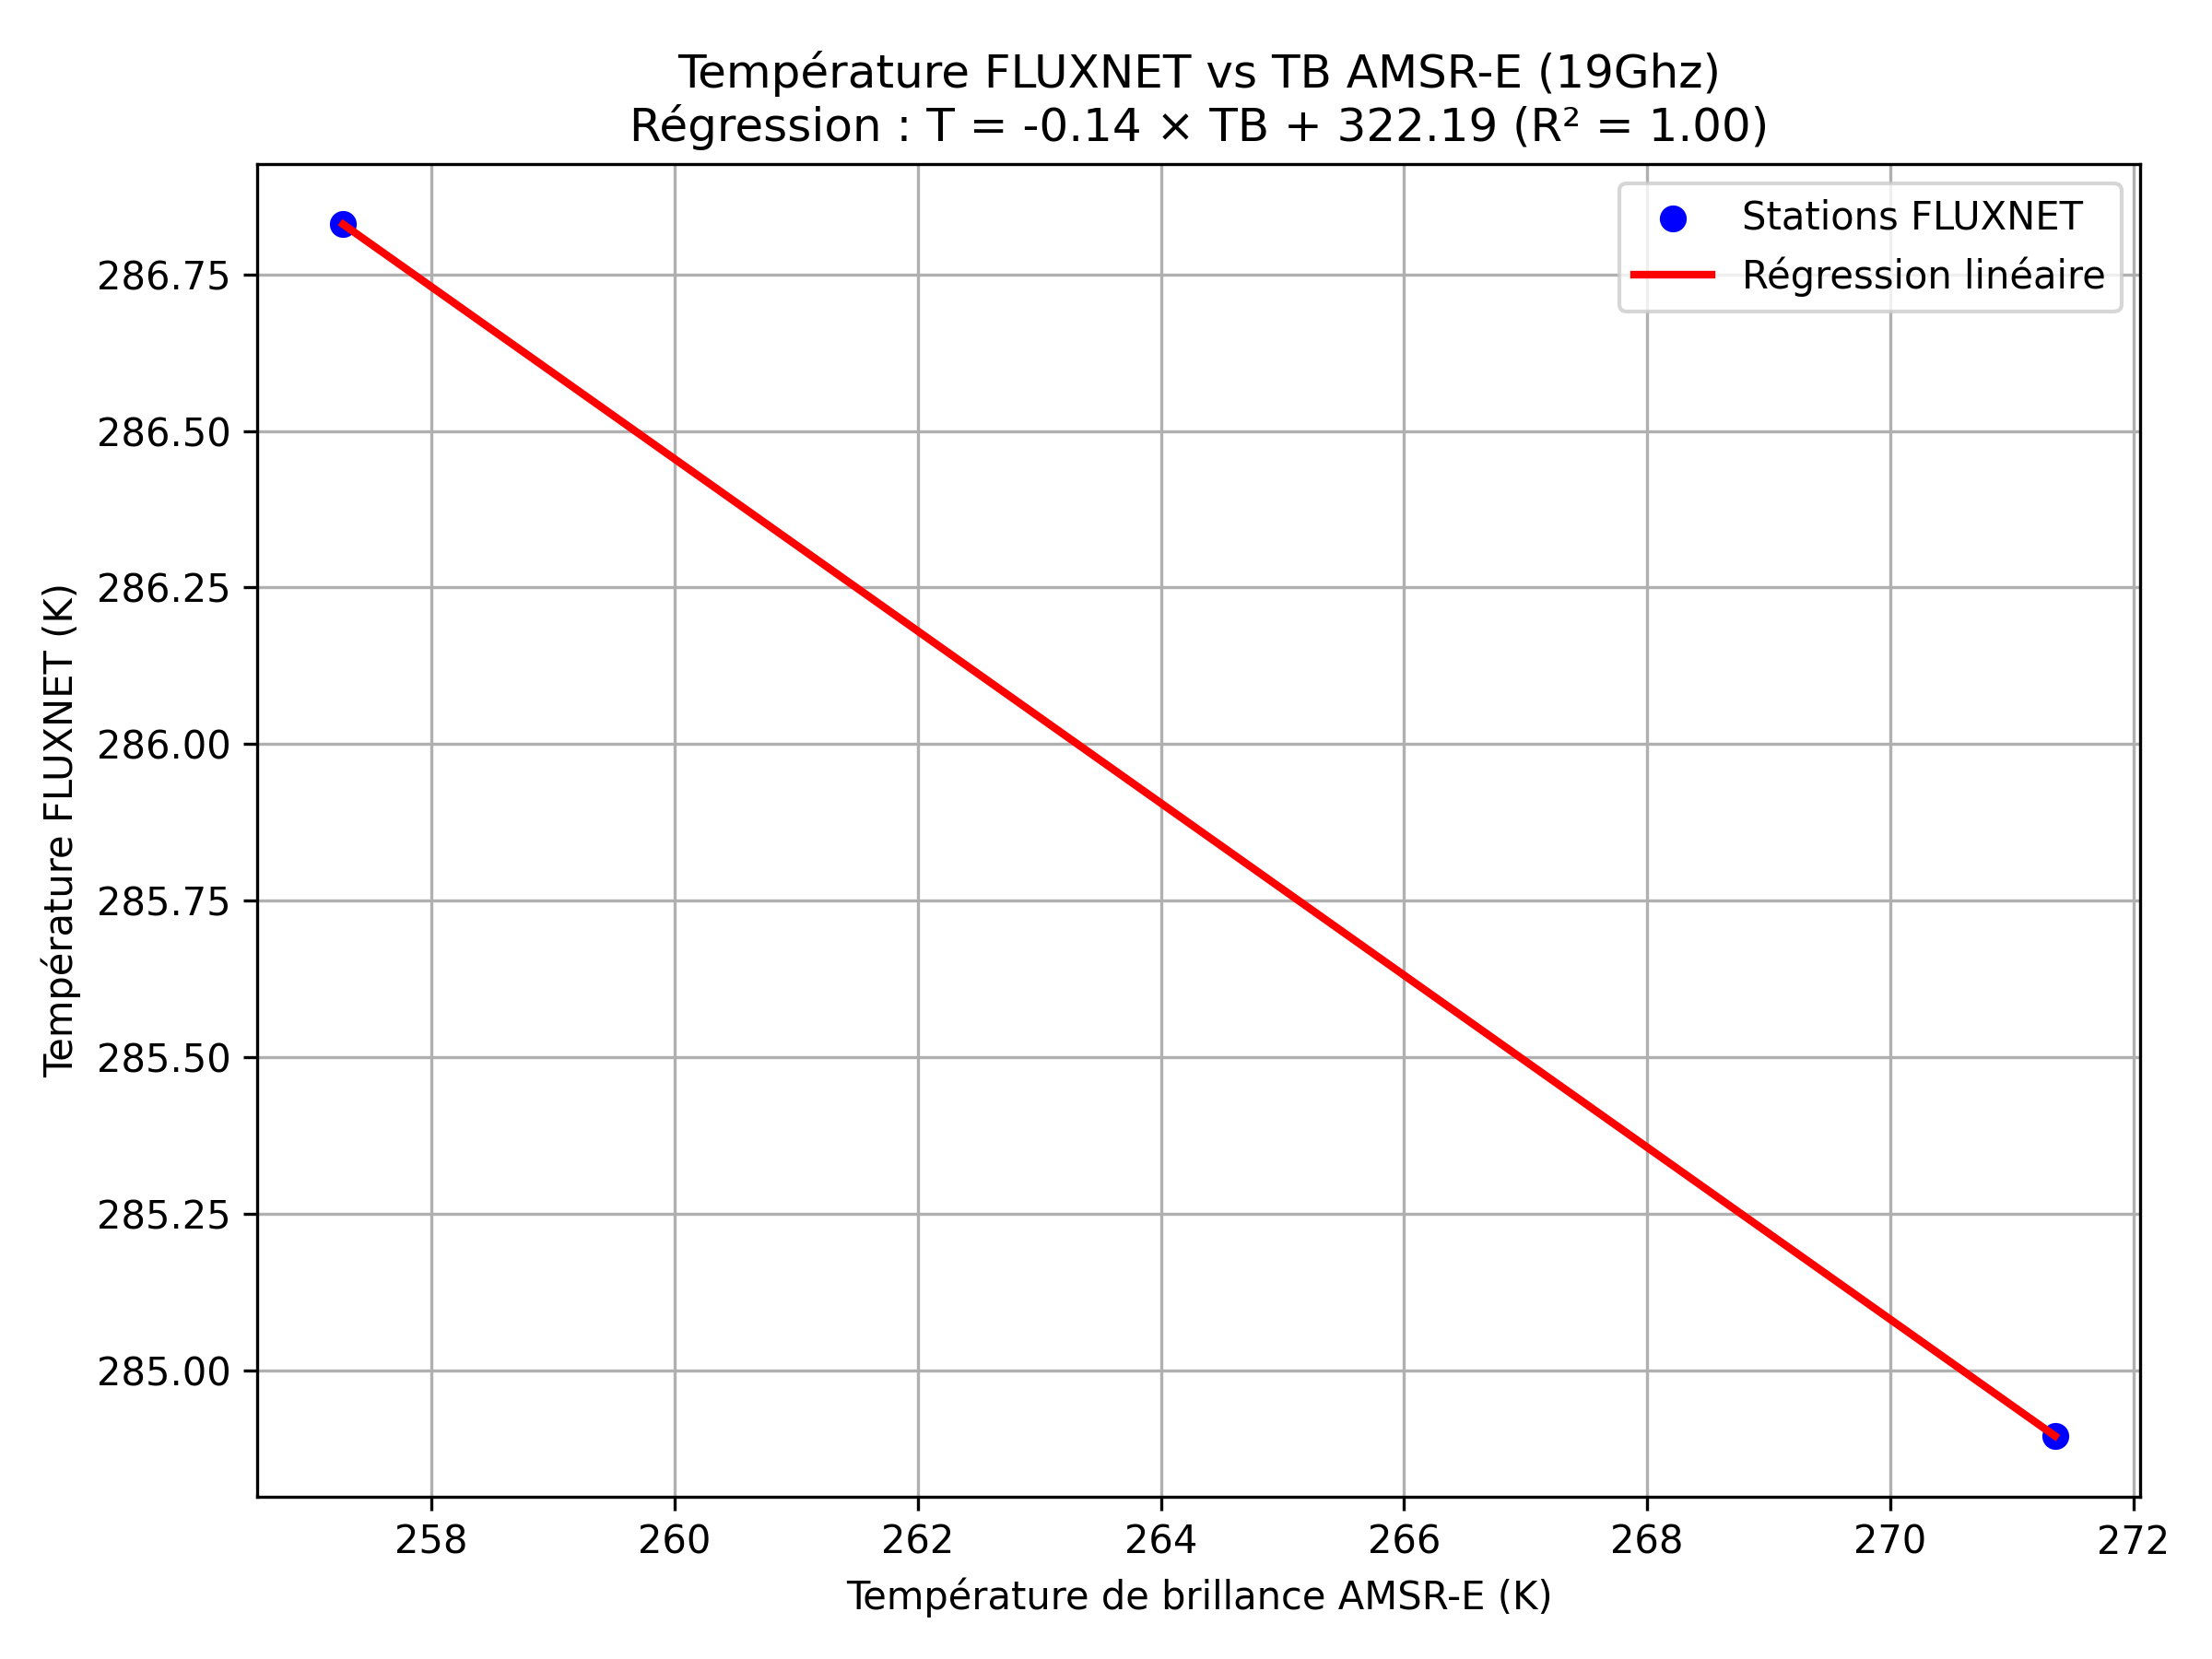 Température FLUXNET vs TB AMSR-E (19Ghz)
Régression : T = -0.14 × TB + 322.19 (R² = 1.00)
Stations FLUXNET
Régression linéaire
Température FLUXNET (K)
286.75
286.50
286.25
286.00
285.75
285.50
285.25
285.00
258 260 262 264 266 268 270 272
Température de brillance AMSR-E (K)